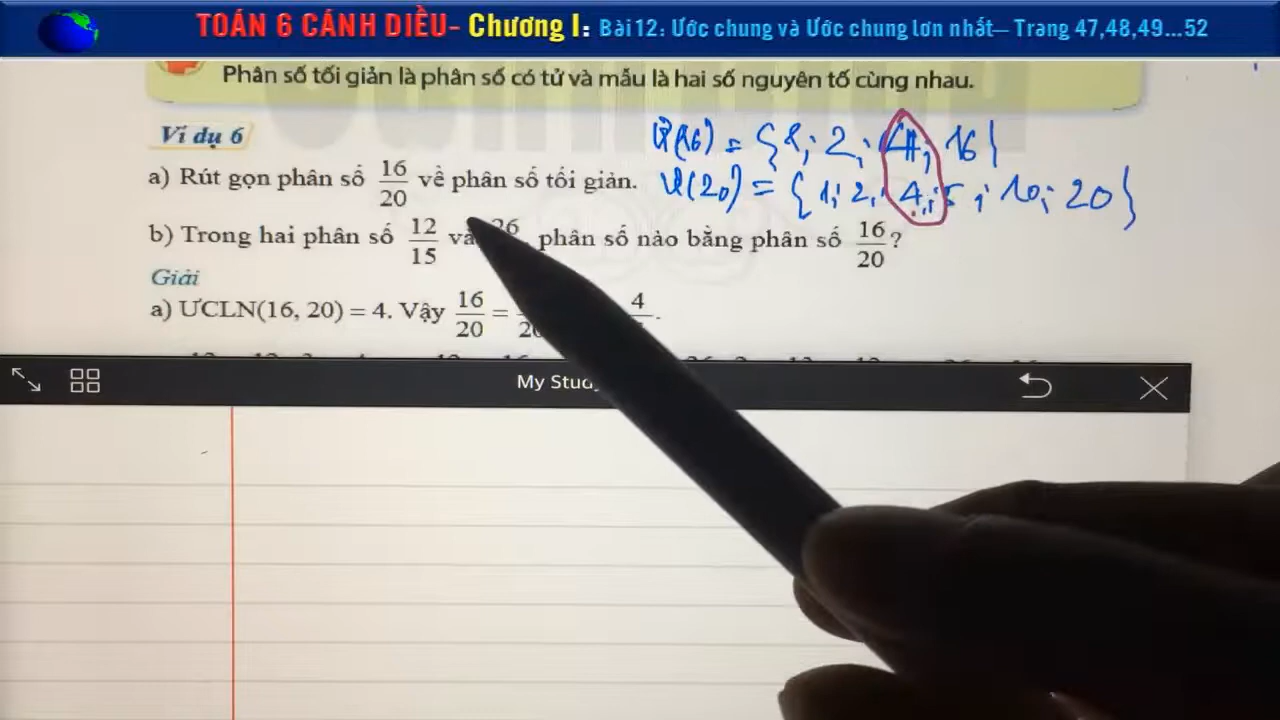 TOÁN 6 CÁNH DIỀU- Chương I: Bài 12: Ước chung và Ước chung lớn nhất– Trang 47,48,49...52
Phân số tối giản là phân số có tử và mẫu là hai số nguyên tố cùng nhau.
Ví dụ 6
Ư(16) = {1; 2; 4; 16}
a) Rút gọn phân số 16/20 về phân số tối giản.
Ư(20) = {1; 2; 4; 5; 10; 20}
b) Trong hai phân số 12/15 và 26 phân số nào bằng phân số 16/20?
Giải
a) ƯCLN(16, 20) = 4. Vậy 16/20 = 4
My Study